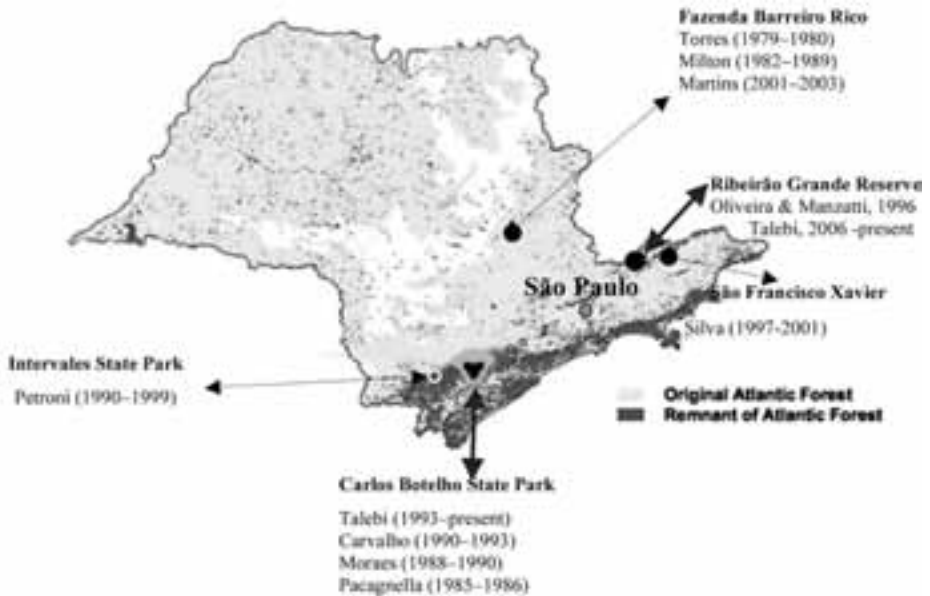 Fazenda Barreiro Rico
Torres (1979–1980)
Milton (1982–1989)
Martins (2001–2003)
Ribeirão Grande Reserve
Oliveira & Manzatti, 1996
Talebi, 2006 -present
São Paulo
São Francisco Xavier
Silva (1997-2001)
Intervales State Park
Petroni (1990–1999)
Original Atlantic Forest
Remnant of Atlantic Forest
Carlos Botelho State Park
Talebi (1993–present)
Carvalho (1990–1993)
Moraes (1988–1990)
Pacagnella (1985–1986)